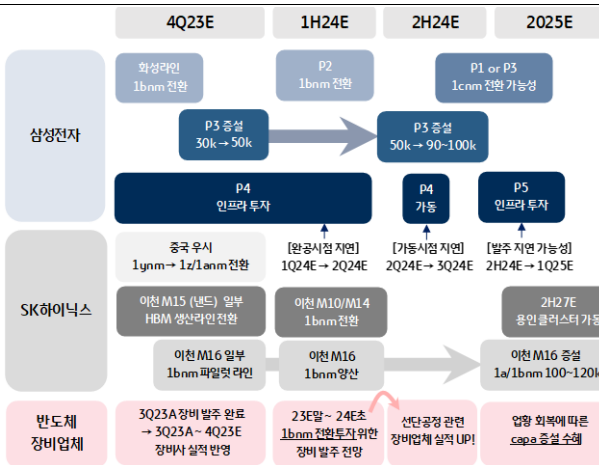 4Q23E
1H24E
2H24E
2025E
삼성전자
화성라인
1bnm 전환
P2
1bnm 전환
P1 or P3
1cnm 전환 가능성
P3 증설
30k → 50k
P3 증설
50k → 90~100k
P4
인프라 투자
P4
가동
P5
인프라 투자
[완공시점 지연]
1Q24E → 2Q24E
[가동시점 지연]
2Q24E → 3Q24E
[발주 지연 가능성]
2H24E → 1Q25E
SK하이닉스
중국 우시
1ynm → 1z/1anm 전환
이천 M15 (낸드) 일부
HBM 생산라인 전환
이천 M10/M14
1bnm 전환
2H27E
용인클러스터 가동
이천 M16 일부
1bnm 파일럿 라인
이천 M16
1bnm 양산
이천 M16 증설
1a/1bnm 100~120k
반도체
장비업체
3Q23A 장비 발주 완료
→ 3Q23A ~ 4Q23E
장비사 실적 반영
23E말 ~ 24E초
1bnm 전환투자 위한
장비 발주 전망
선단공정 관련
장비업체 실적 UP!
업황 회복에 따른
capa 증설 수혜